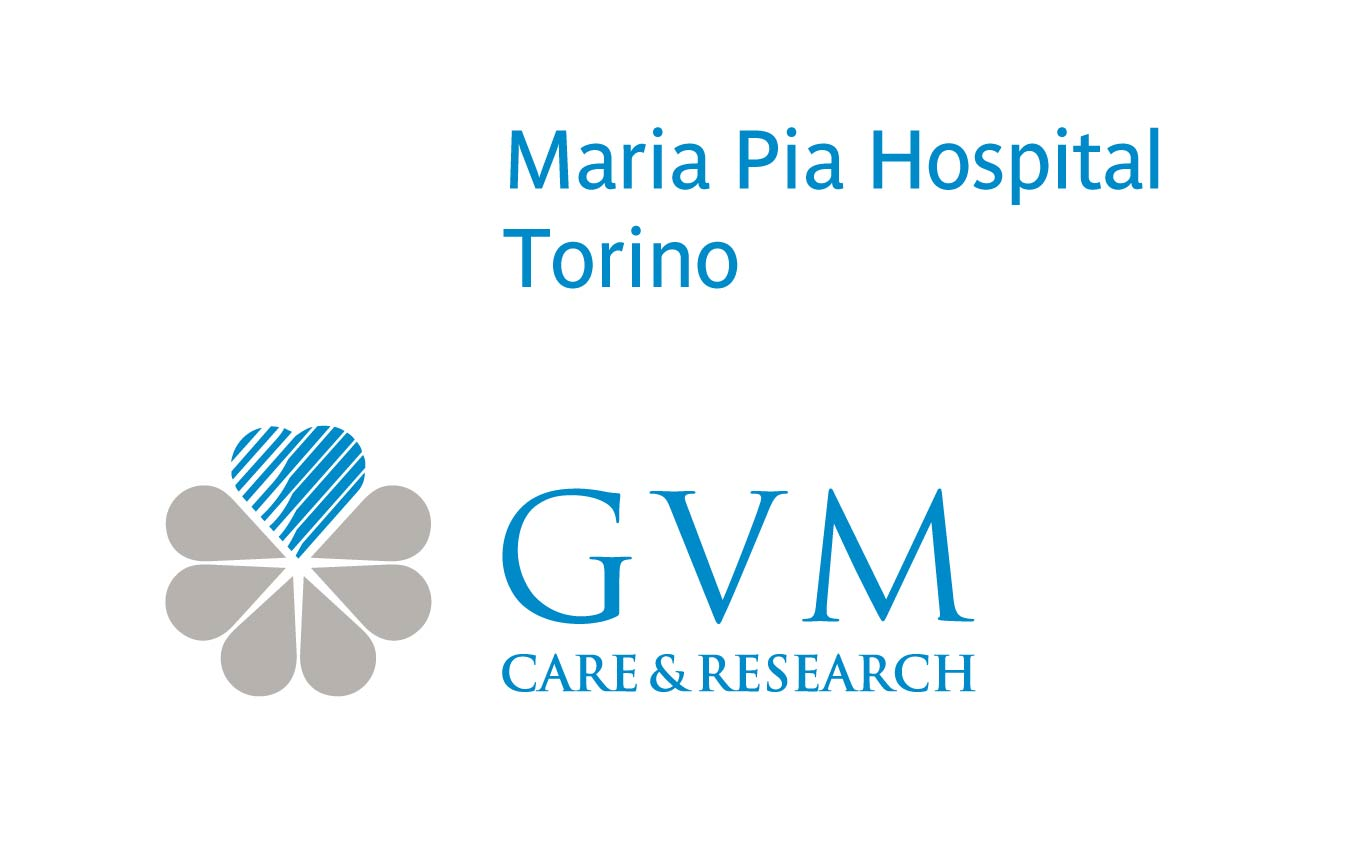 Maria Pia Hospital
Torino
GVM
CARE & RESEARCH